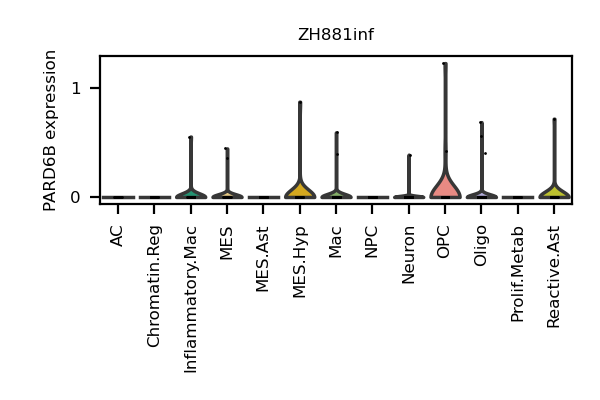 ZH881inf
PARD6B expression
1
0
AC
Chromatin.Reg
Inflammatory.Mac
MES
MES.Ast
MES.Hyp
Mac
NPC
Neuron
OPC
Oligo
Prolif.Metab
Reactive.Ast